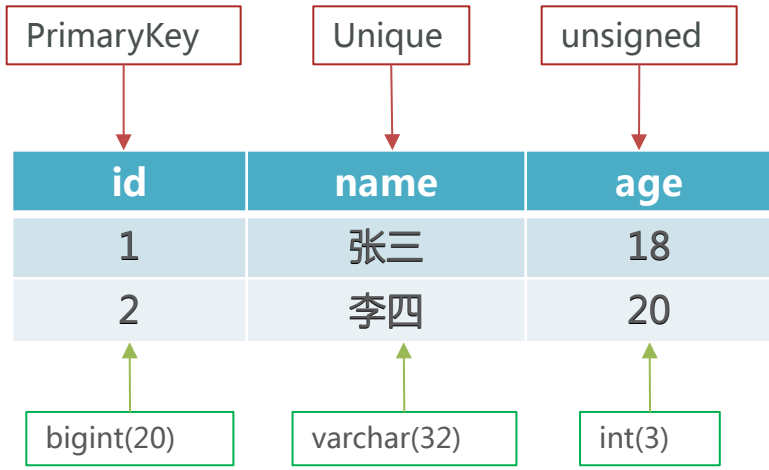 PrimaryKey Unique unsigned
id name age
1 张三 18
2 李四 20
bigint(20) varchar(32) int(3)